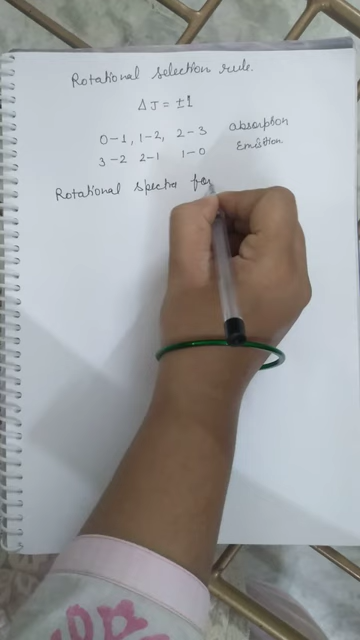 Rotational selection rule.
ΔJ = ±1
0-1, 1-2, 2-3 absorption
3-2 2-1 1-0 Emission
Rotational spectra for